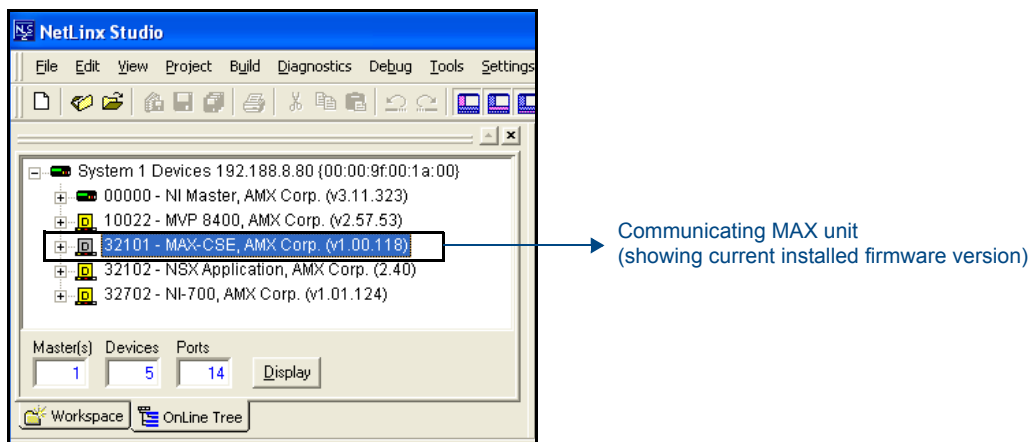 NetLinx Studio
File Edit View Project Build Diagnostics Debug Tools Settings
System 1 Devices 192.188.8.80 {00:00:9f:00:1a:00}
00000 - NI Master, AMX Corp. (v3.11.323)
10022 - MVP 8400, AMX Corp. (v2.57.53)
32101 - MAX-CSE, AMX Corp. (v1.00.118)
32102 - NSX Application, AMX Corp. (2.40)
32702 - NI-700, AMX Corp. (v1.01.124)
Communicating MAX unit
(showing current installed firmware version)
Master(s) Devices Ports
1 5 14 Display
Workspace OnLine Tree